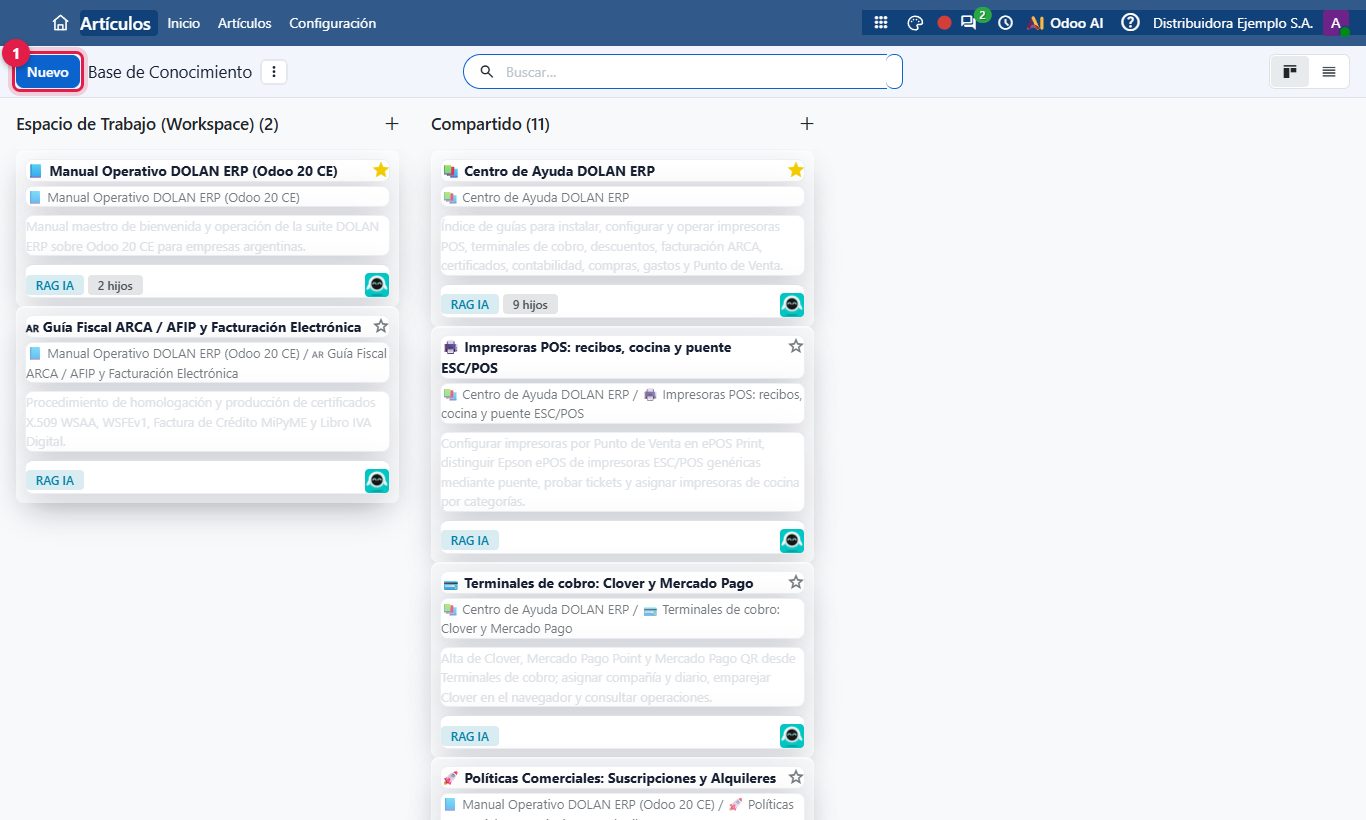 Artículos Inicio Artículos Configuración
2
Odoo AI
Distribuidora Ejemplo S.A.
A
1
Nuevo
Base de Conocimiento
Buscar...
Espacio de Trabajo (Workspace) (2)
Manual Operativo DOLAN ERP (Odoo 20 CE)
Manual Operativo DOLAN ERP (Odoo 20 CE)
Manual maestro de bienvenida y operación de la suite DOLAN
ERP sobre Odoo 20 CE para empresas argentinas.
RAG IA 2 hijos
AR Guía Fiscal ARCA / AFIP y Facturación Electrónica
Manual Operativo DOLAN ERP (Odoo 20 CE) / AR Guía Fiscal
ARCA / AFIP y Facturación Electrónica
Procedimiento de homologación y producción de certificados
X.509 WSAA, WSFEv1, Factura de Crédito MiPyME y Libro IVA
Digital.
RAG IA
Compartido (11)
Centro de Ayuda DOLAN ERP
Centro de Ayuda DOLAN ERP
Índice de guías para instalar, configurar y operar impresoras
POS, terminales de cobro, descuentos, facturación ARCA,
certificados, contabilidad, compras, gastos y Punto de Venta.
RAG IA 9 hijos
Impresoras POS: recibos, cocina y puente
ESC/POS
Centro de Ayuda DOLAN ERP / Impresoras POS: recibos,
cocina y puente ESC/POS
Configurar impresoras por Punto de Venta en ePOS Print,
distinguir Epson ePOS de impresoras ESC/POS genéricas
mediante puente, probar tickets y asignar impresoras de cocina
por categorías.
RAG IA
Terminales de cobro: Clover y Mercado Pago
Centro de Ayuda DOLAN ERP / Terminales de cobro:
Clover y Mercado Pago
Alta de Clover, Mercado Pago Point y Mercado Pago QR desde
Terminales de cobro; asignar compañía y diario, emparejar
Clover en el navegador y consultar operaciones.
RAG IA
Políticas Comerciales: Suscripciones y Alquileres
Manual Operativo DOLAN ERP (Odoo 20 CE) / Políticas